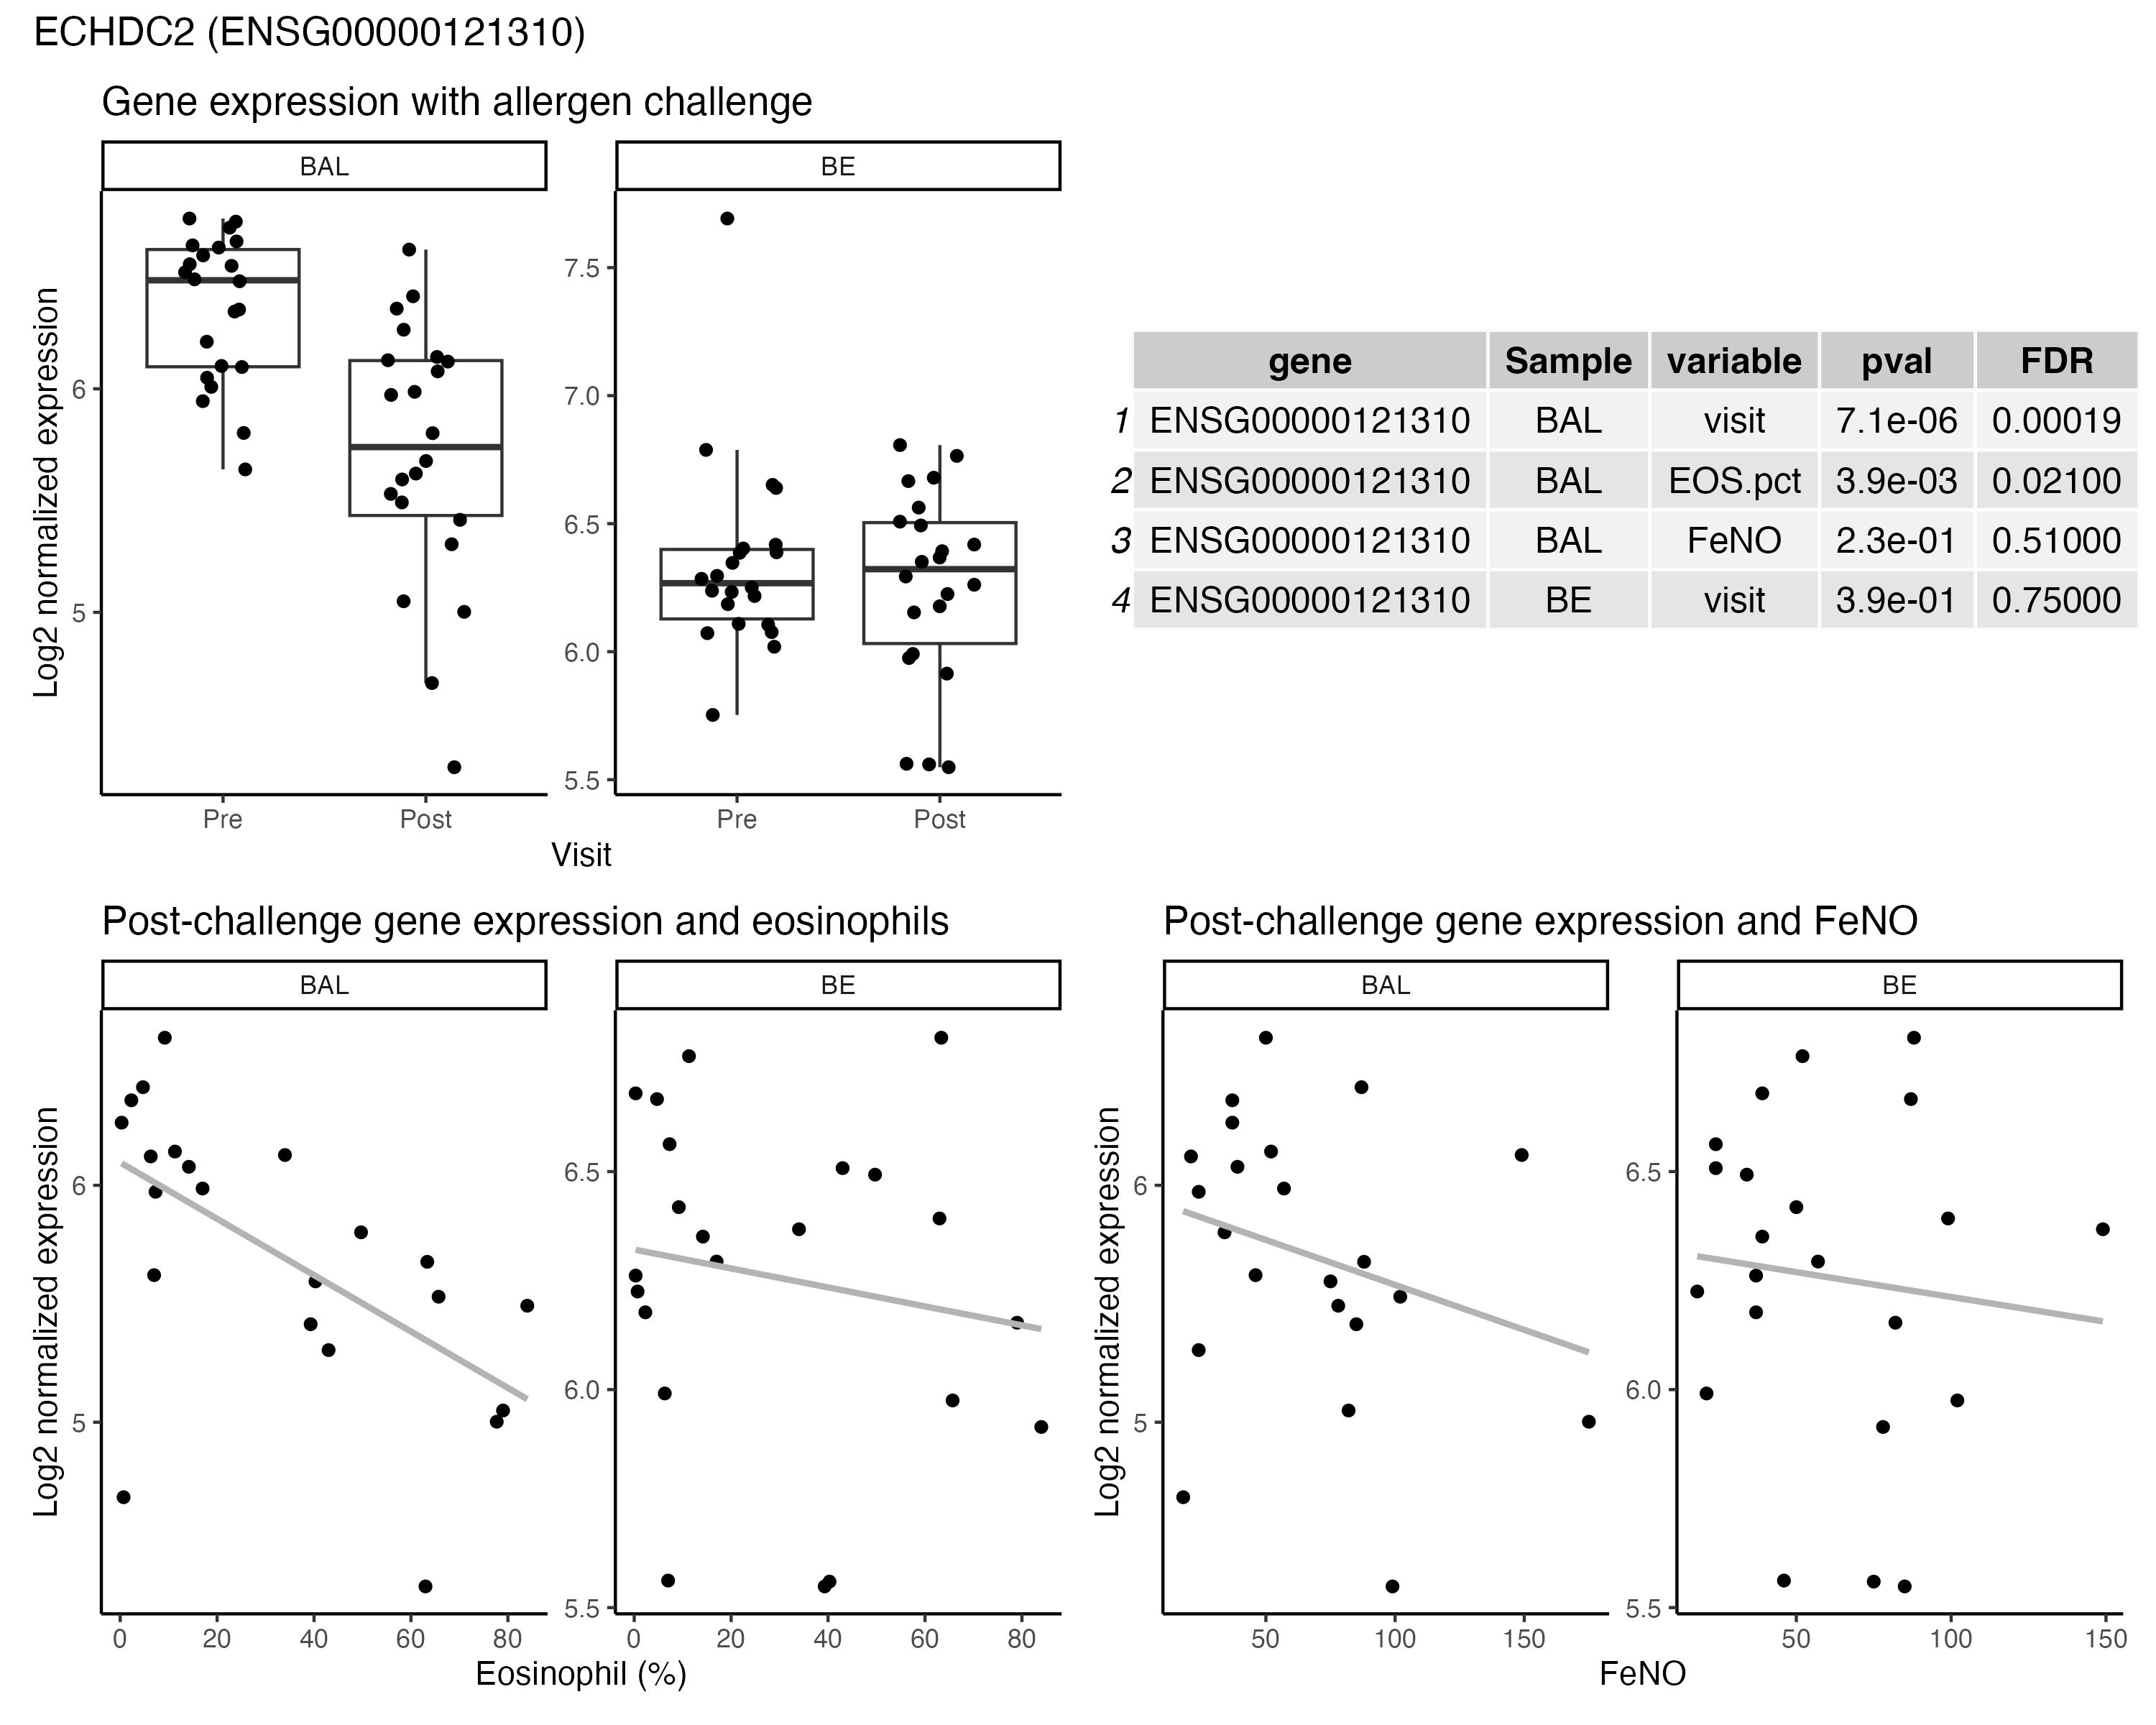 ECHDC2 (ENSG00000121310)
Gene expression with allergen challenge
BAL
BE
Log2 normalized expression
6
5
7.5
7.0
6.5
6.0
5.5
Pre
Post
Pre
Post
Visit
gene Sample variable pval FDR
1 ENSG00000121310 BAL visit 7.1e-06 0.00019
2 ENSG00000121310 BAL EOS.pct 3.9e-03 0.02100
3 ENSG00000121310 BAL FeNO 2.3e-01 0.51000
4 ENSG00000121310 BE visit 3.9e-01 0.75000
Post-challenge gene expression and eosinophils
BAL
BE
Log2 normalized expression
6
5
6.5
6.0
5.5
0 20 40 60 80
0 20 40 60 80
Eosinophil (%)
Post-challenge gene expression and FeNO
BAL
BE
Log2 normalized expression
6
5
6.5
6.0
5.5
50 100 150
50 100 150
FeNO